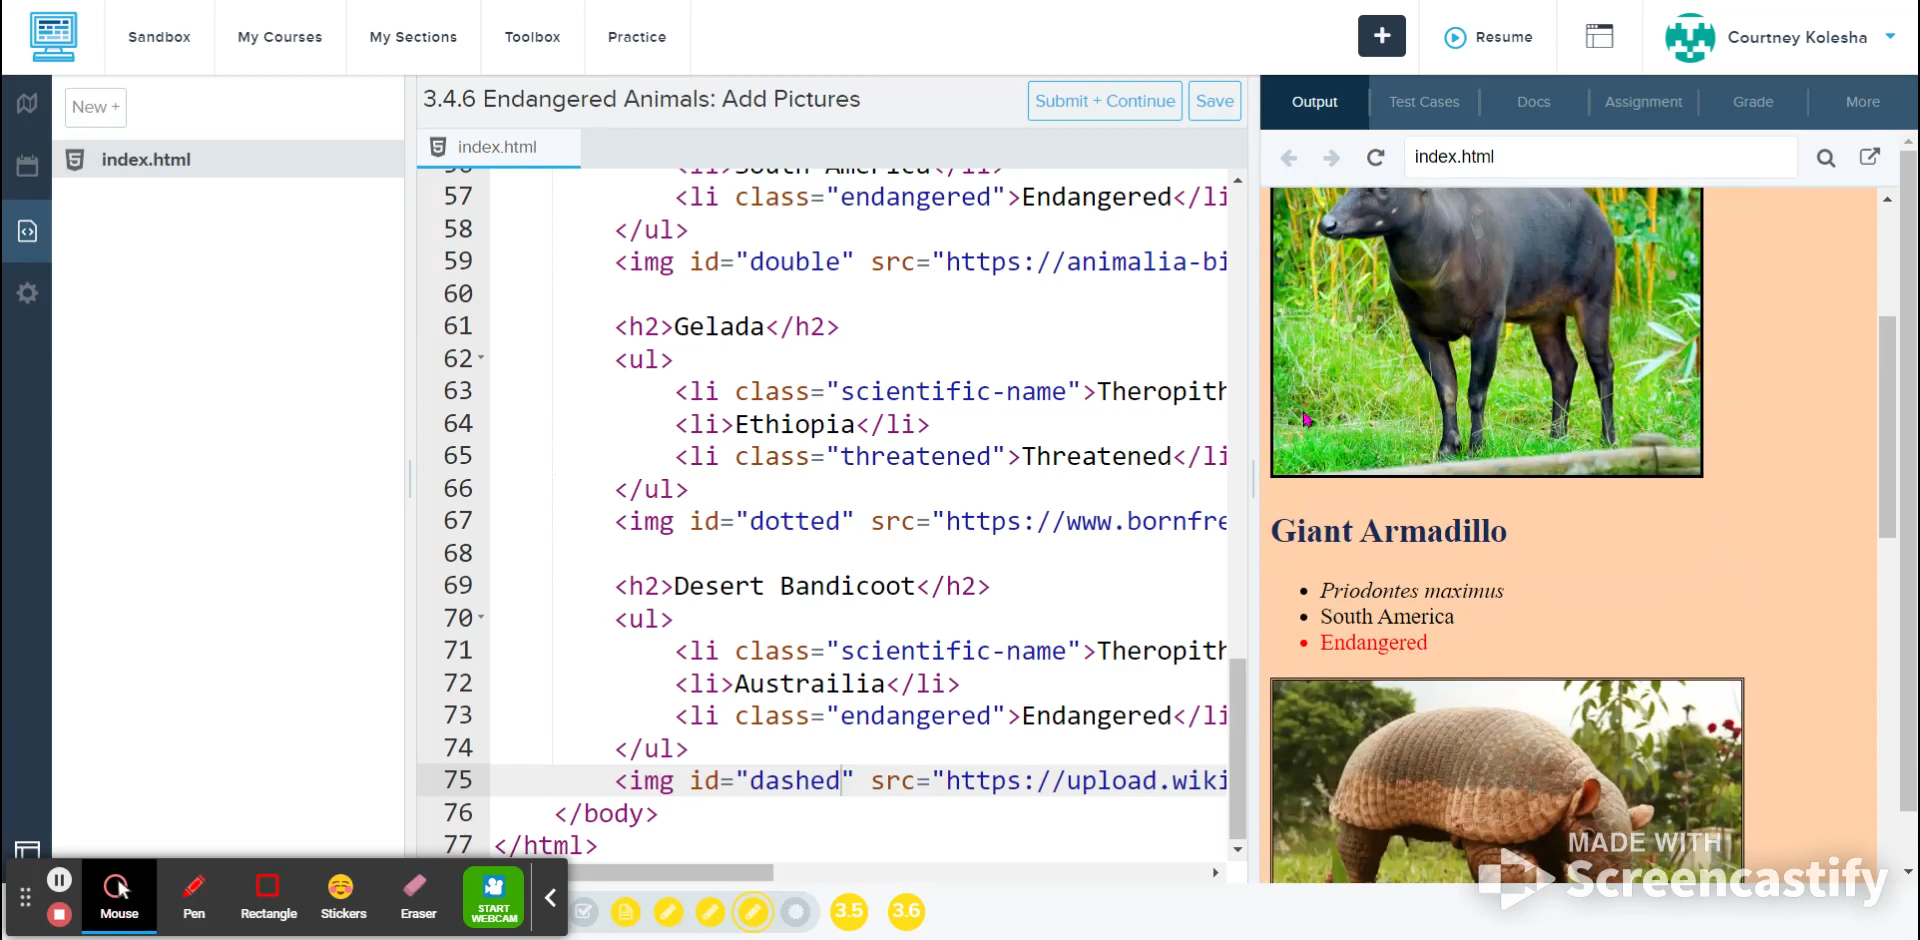 Sandbox
My Courses
My Sections
Toolbox
Practice
+
Resume
Courtney Kolesha
New +
index.html
3.4.6 Endangered Animals: Add Pictures
Submit + Continue
Save
index.html
57 <li class="endangered">Endangered</li
58 </ul>
59 <img id="double" src="https://animalia-bi
60
61 <h2>Gelada</h2>
62 <ul>
63 <li class="scientific-name">Theropith
64 <li>Ethiopia</li>
65 <li class="threatened">Threatened</li
66 </ul>
67 <img id="dotted" src="https://www.bornfre
68
69 <h2>Desert Bandicoot</h2>
70 <ul>
71 <li class="scientific-name">Theropith
72 <li>Austrailia</li>
73 <li class="endangered">Endangered</li
74 </ul>
75 <img id="dashed" src="https://upload.wiki
76 </body>
77 </html>
Output
Test Cases
Docs
Assignment
Grade
More
index.html
Giant Armadillo
• Priodontes maximus
• South America
• Endangered
MADE WITH
Screencastify
Mouse
Pen
Rectangle
Stickers
Eraser
START
WEBCAM
3.5
3.6